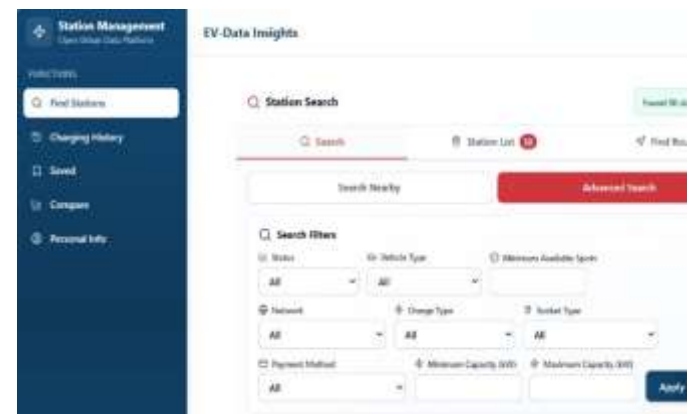 Station Management
Open Urban Data Platform
EV-Data Insights
FUNCTIONS
Find Stations
Charging History
Saved
Compare
Personal Info
Station Search
Found
Search
Station List
Find
Search Nearby
Advanced Search
Search Filters
Status
Vehicle Type
Minimum Available Spots
All
All
Network
Charge Type
Socket Type
All
All
All
Payment Method
Minimum Capacity (kW)
Maximum Capacity (kW)
All
Apply